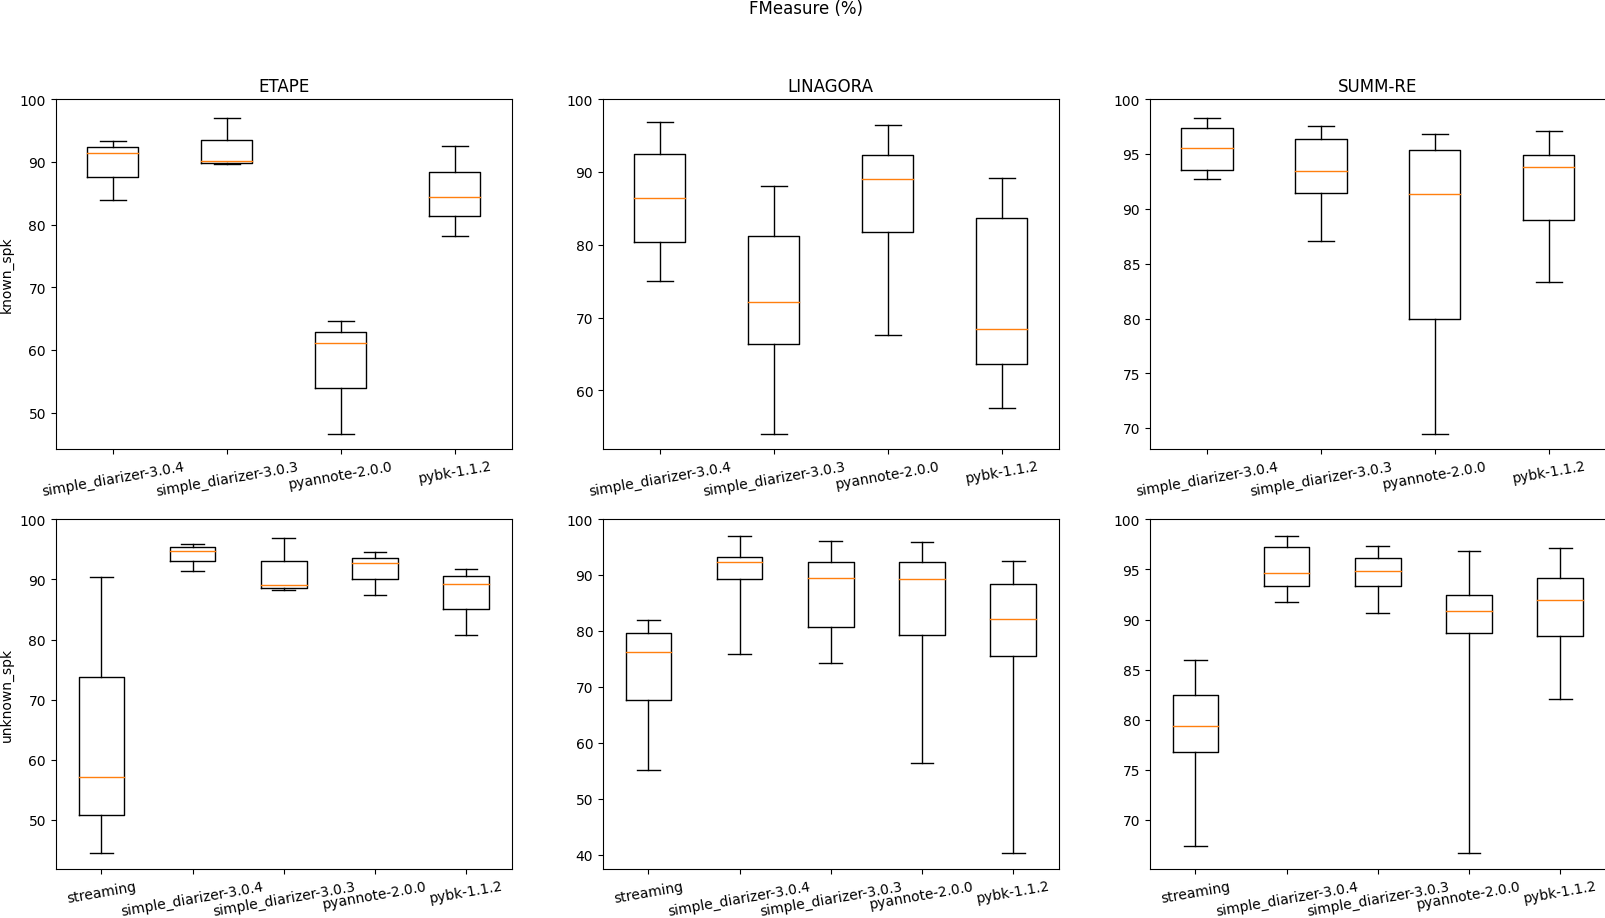 FMeasure (%)
ETAPE
LINAGORA
SUMM-RE
known_spk
100
90
80
70
60
50
simple_diarizer-3.0.4
simple_diarizer-3.0.3
pyannote-2.0.0
pybk-1.1.2
100
90
80
70
60
simple_diarizer-3.0.4
simple_diarizer-3.0.3
pyannote-2.0.0
pybk-1.1.2
100
95
90
85
80
75
70
simple_diarizer-3.0.4
simple_diarizer-3.0.3
pyannote-2.0.0
pybk-1.1.2
unknown_spk
100
90
80
70
60
50
streaming
simple_diarizer-3.0.4
simple_diarizer-3.0.3
pyannote-2.0.0
pybk-1.1.2
100
90
80
70
60
50
40
streaming
simple_diarizer-3.0.4
simple_diarizer-3.0.3
pyannote-2.0.0
pybk-1.1.2
100
95
90
85
80
75
70
streaming
simple_diarizer-3.0.4
simple_diarizer-3.0.3
pyannote-2.0.0
pybk-1.1.2